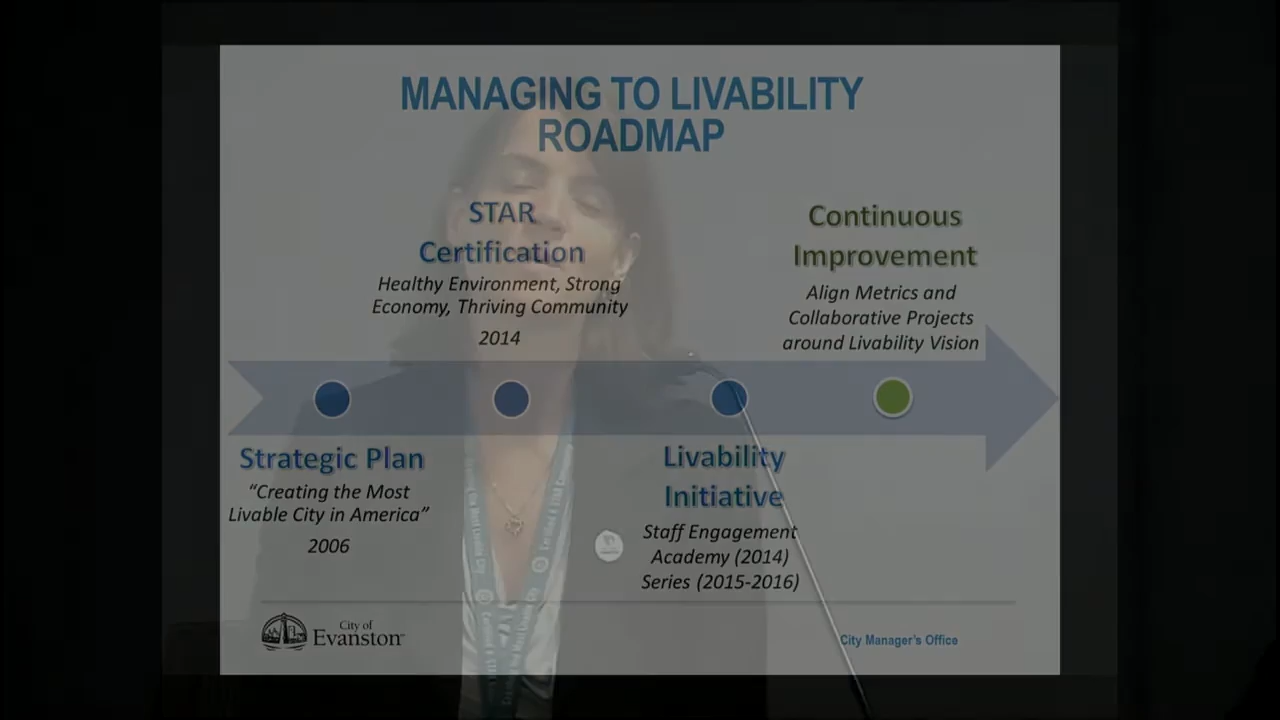 MANAGING TO LIVABILITY
ROADMAP
STAR
Certification
Healthy Environment, Strong
Economy, Thriving Community
2014
Continuous
Improvement
Align Metrics and
Collaborative Projects
around Livability Vision
Strategic Plan
“Creating the Most
Livable City in America”
2006
Livability
Initiative
Staff Engagement
Academy (2014)
Series (2015-2016)
City of
Evanston™
City Manager’s Office